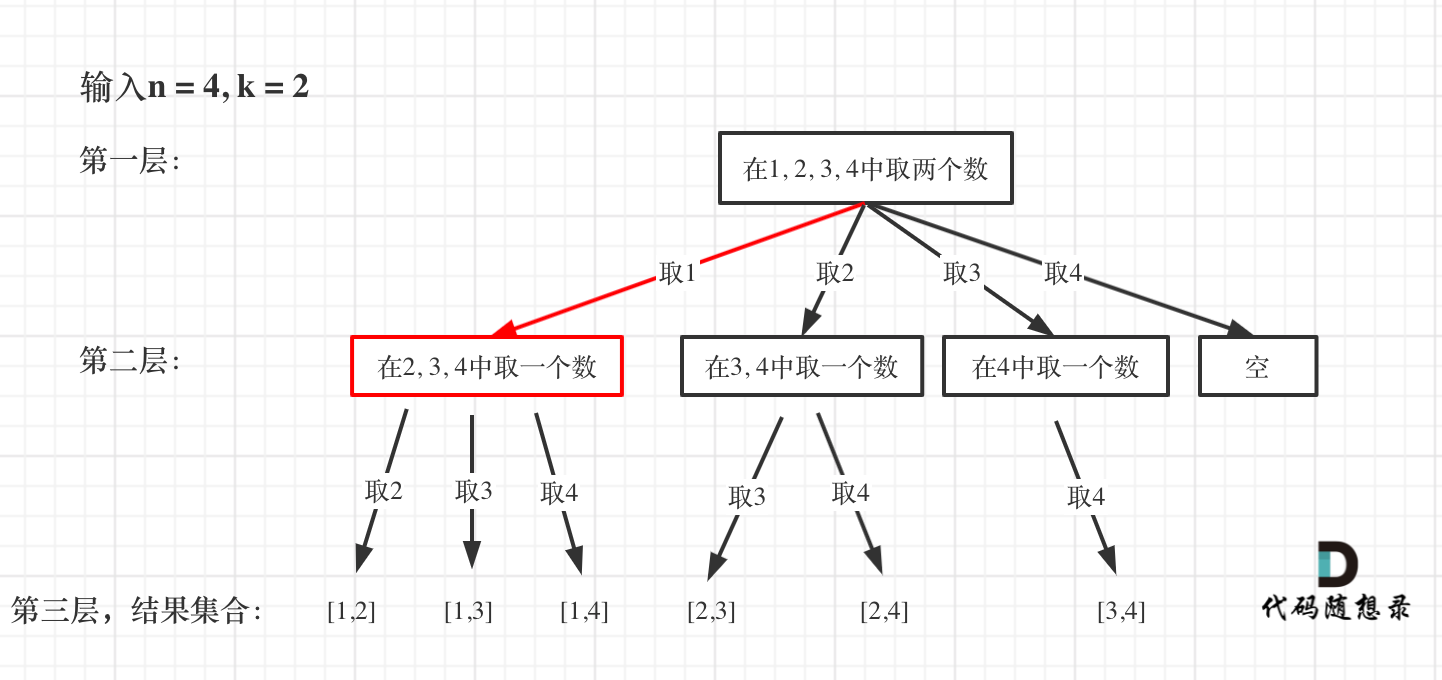 输入n = 4, k = 2
第一层：
在1, 2, 3, 4中取两个数
取1
取2
取3
取4
第二层：
在2, 3, 4中取一个数
在3, 4中取一个数
在4中取一个数
空
取2
取3
取4
取3
取4
取4
第三层，结果集合：
[1,2]
[1,3]
[1,4]
[2,3]
[2,4]
[3,4]
代码随想录